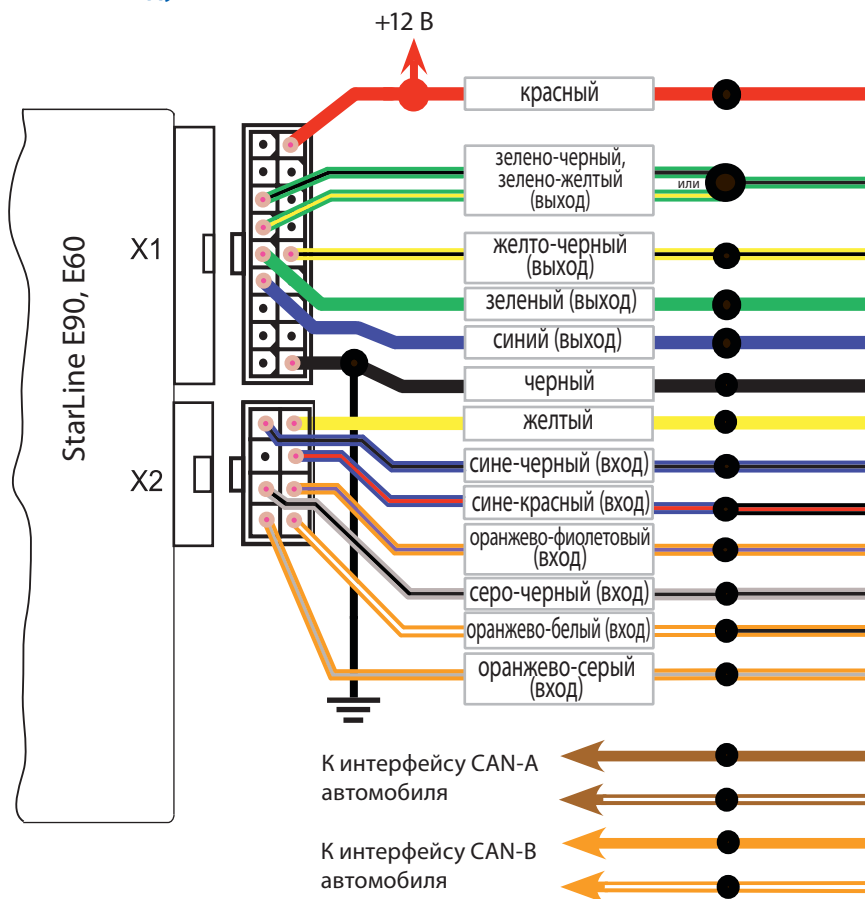 +12 В
красный
зелено-черный,
зелено-желтый
(выход)
или
X1
желто-черный
(выход)
зеленый (выход)
синий (выход)
черный
StarLine E90, E60
желтый
X2
сине-черный (вход)
сине-красный (вход)
оранжево-фиолетовый
(вход)
серо-черный (вход)
оранжево-белый (вход)
оранжево-серый
(вход)
К интерфейсу CAN-A
автомобиля
К интерфейсу CAN-B
автомобиля